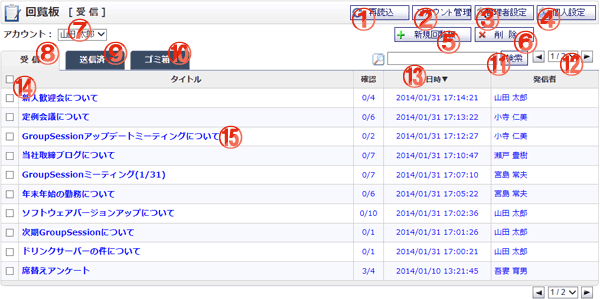 回覧板 [ 受信 ] ① 再読込 ② アカウント管理 ③ 管理者設定 ④ 個人設定
アカウント: 山田 太郎 ⑦ 新規回覧板 ⑤ 削 除 ⑥
受信 ⑧ 送信済 ⑨ ゴミ箱 ⑩ 検索 ⑪ 1 / 2 ⑫
⑭ タイトル 確認 ⑬ 日時▼ 発信者
新人歓迎会について 0/4 2014/01/31 17:14:21 山田 太郎
定例会議について 0/6 2014/01/31 17:13:22 小寺 仁美
GroupSessionアップデートミーティングについて ⑮ 0/2 2014/01/31 17:12:27 小寺 仁美
当社取締ブログについて 0/7 2014/01/31 17:10:47 瀬戸 豊樹
GroupSessionミーティング(1/31) 0/7 2014/01/31 17:07:10 宮島 常夫
年末年始の勤務について 0/6 2014/01/31 17:05:22 宮島 常夫
ソフトウェアバージョンアップについて 0/10 2014/01/31 17:02:36 山田 太郎
次期GroupSessionについて 0/1 2014/01/31 17:01:26 山田 太郎
ドリンクサーバーの件について 0/1 2014/01/31 17:00:21 山田 太郎
席替えアンケート 3/4 2014/01/10 13:21:45 吾妻 育男
1 / 2